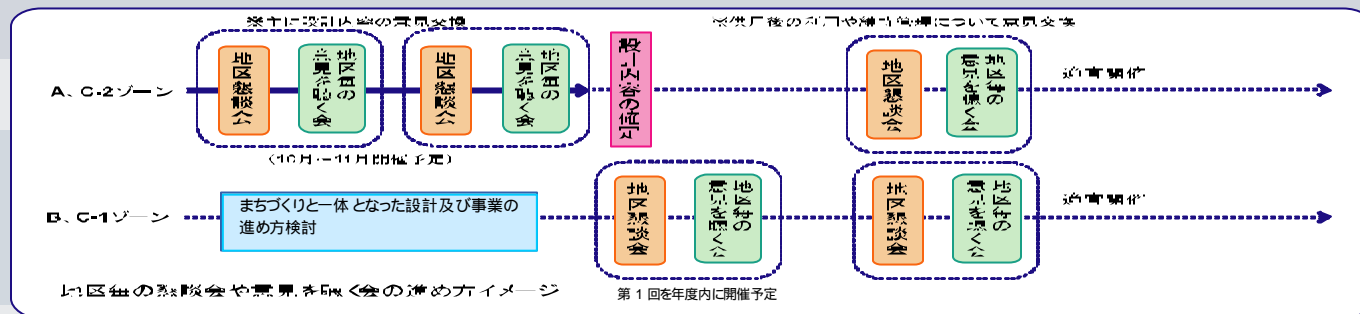 ※主に設計内容の意見交換
※供用後の利用や維持管理について意見交換
A、C-2ゾーン
地区懇談会
地区毎の意見を聴く会
地区懇談会
地区毎の意見を聴く会
設計内容の修正
地区懇談会
地区毎の意見を聴く会
適宜開催
(10月~11月開催予定)
B、C-1ゾーン
まちづくりと一体となった設計及び事業の
進め方検討
地区懇談会
地区毎の意見を聴く会
地区懇談会
地区毎の意見を聴く会
適宜開催
地区毎の懇談会や意見を聴く会の進め方イメージ
第1回を年度内に開催予定